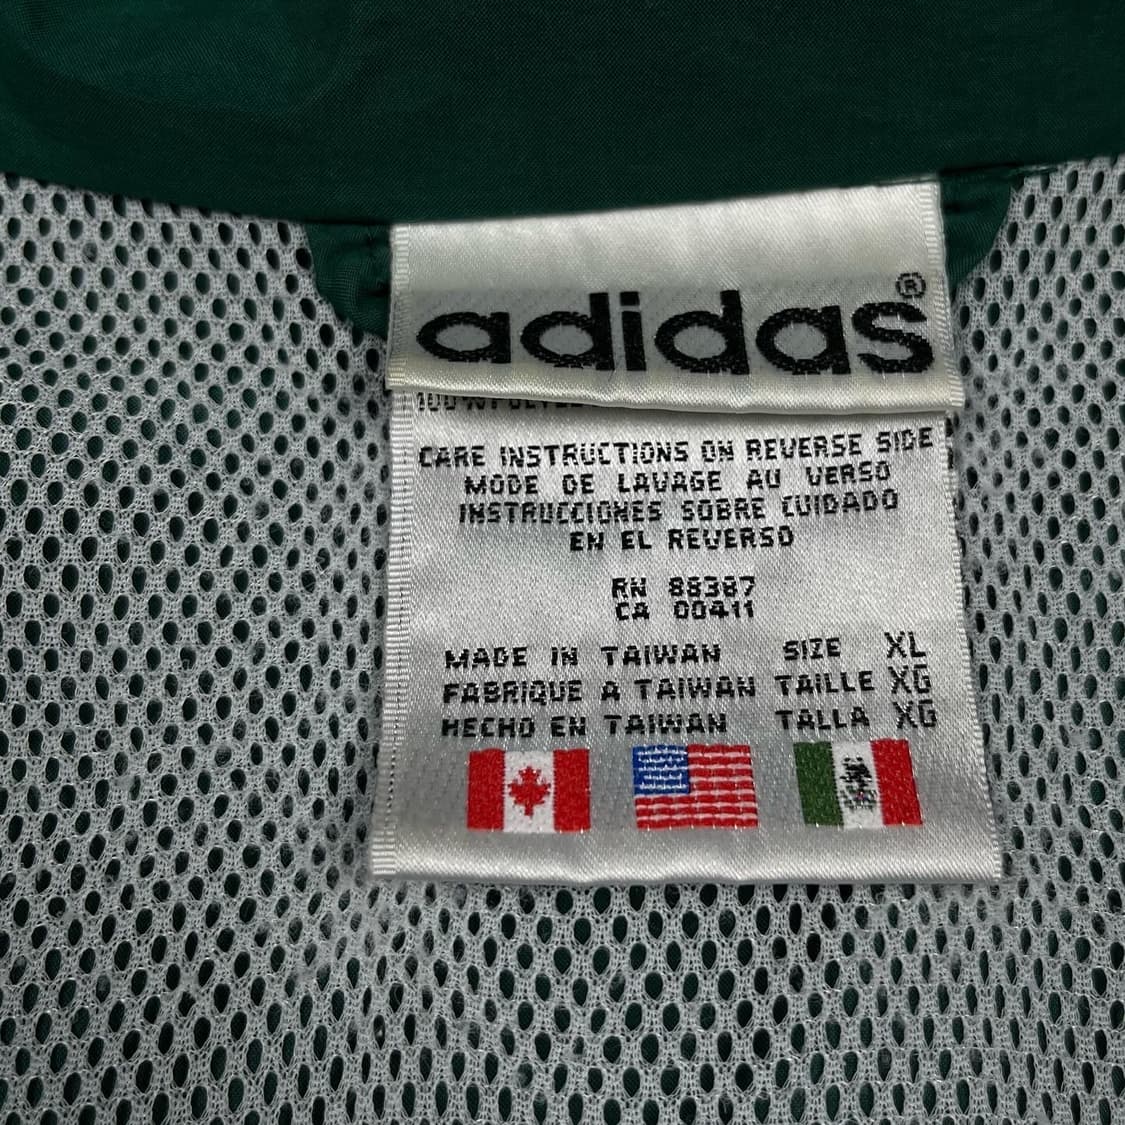 adidas®
CARE INSTRUCTIONS ON REVERSE SIDE
MODE DE LAVAGE AU VERSO
INSTRUCCIONES SOBRE CUIDADO
EN EL REVERSO
RN 88387
CA 00411
MADE IN TAIWAN SIZE XL
FABRIQUE A TAIWAN TAILLE XG
HECHO EN TAIWAN TALLA XG